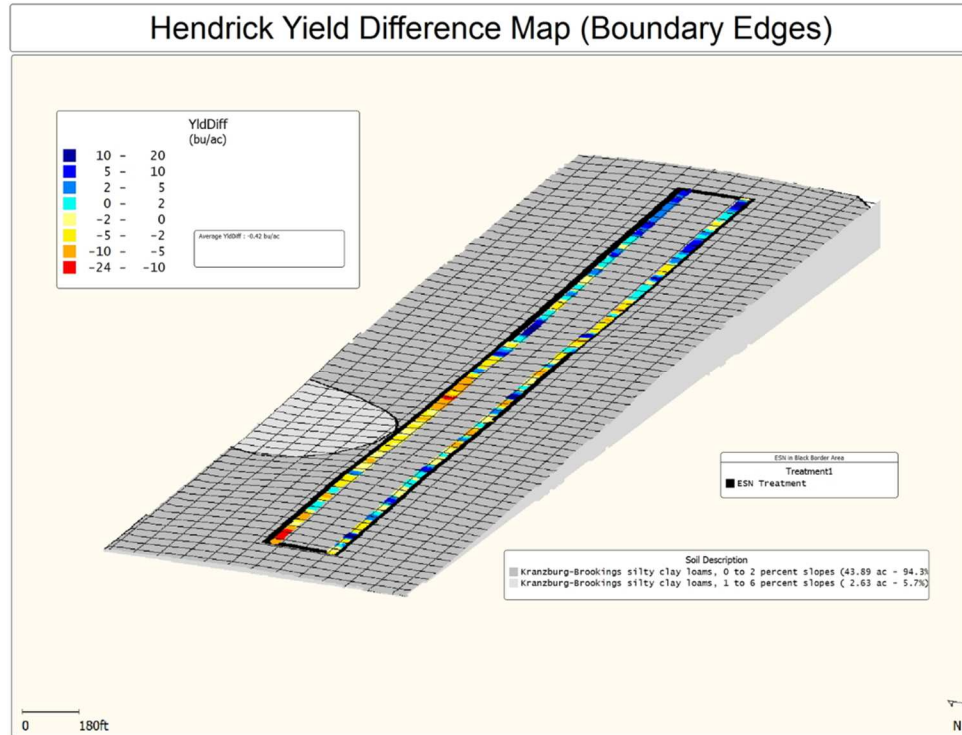 Hendrick Yield Difference Map (Boundary Edges)
YldDiff
(bu/ac)
10 - 20
5 - 10
2 - 5
0 - 2
-2 - 0
-5 - -2
-10 - -5
-24 - -10
Average YldDiff : -0.42 bu/ac
ESN in Black Border Area
Treatment1
ESN Treatment
Soil Description
Kranzburg-Brookings silty clay loams, 0 to 2 percent slopes (43.89 ac - 94.3%
Kranzburg-Brookings silty clay loams, 1 to 6 percent slopes ( 2.63 ac - 5.7%)
0 180ft
N